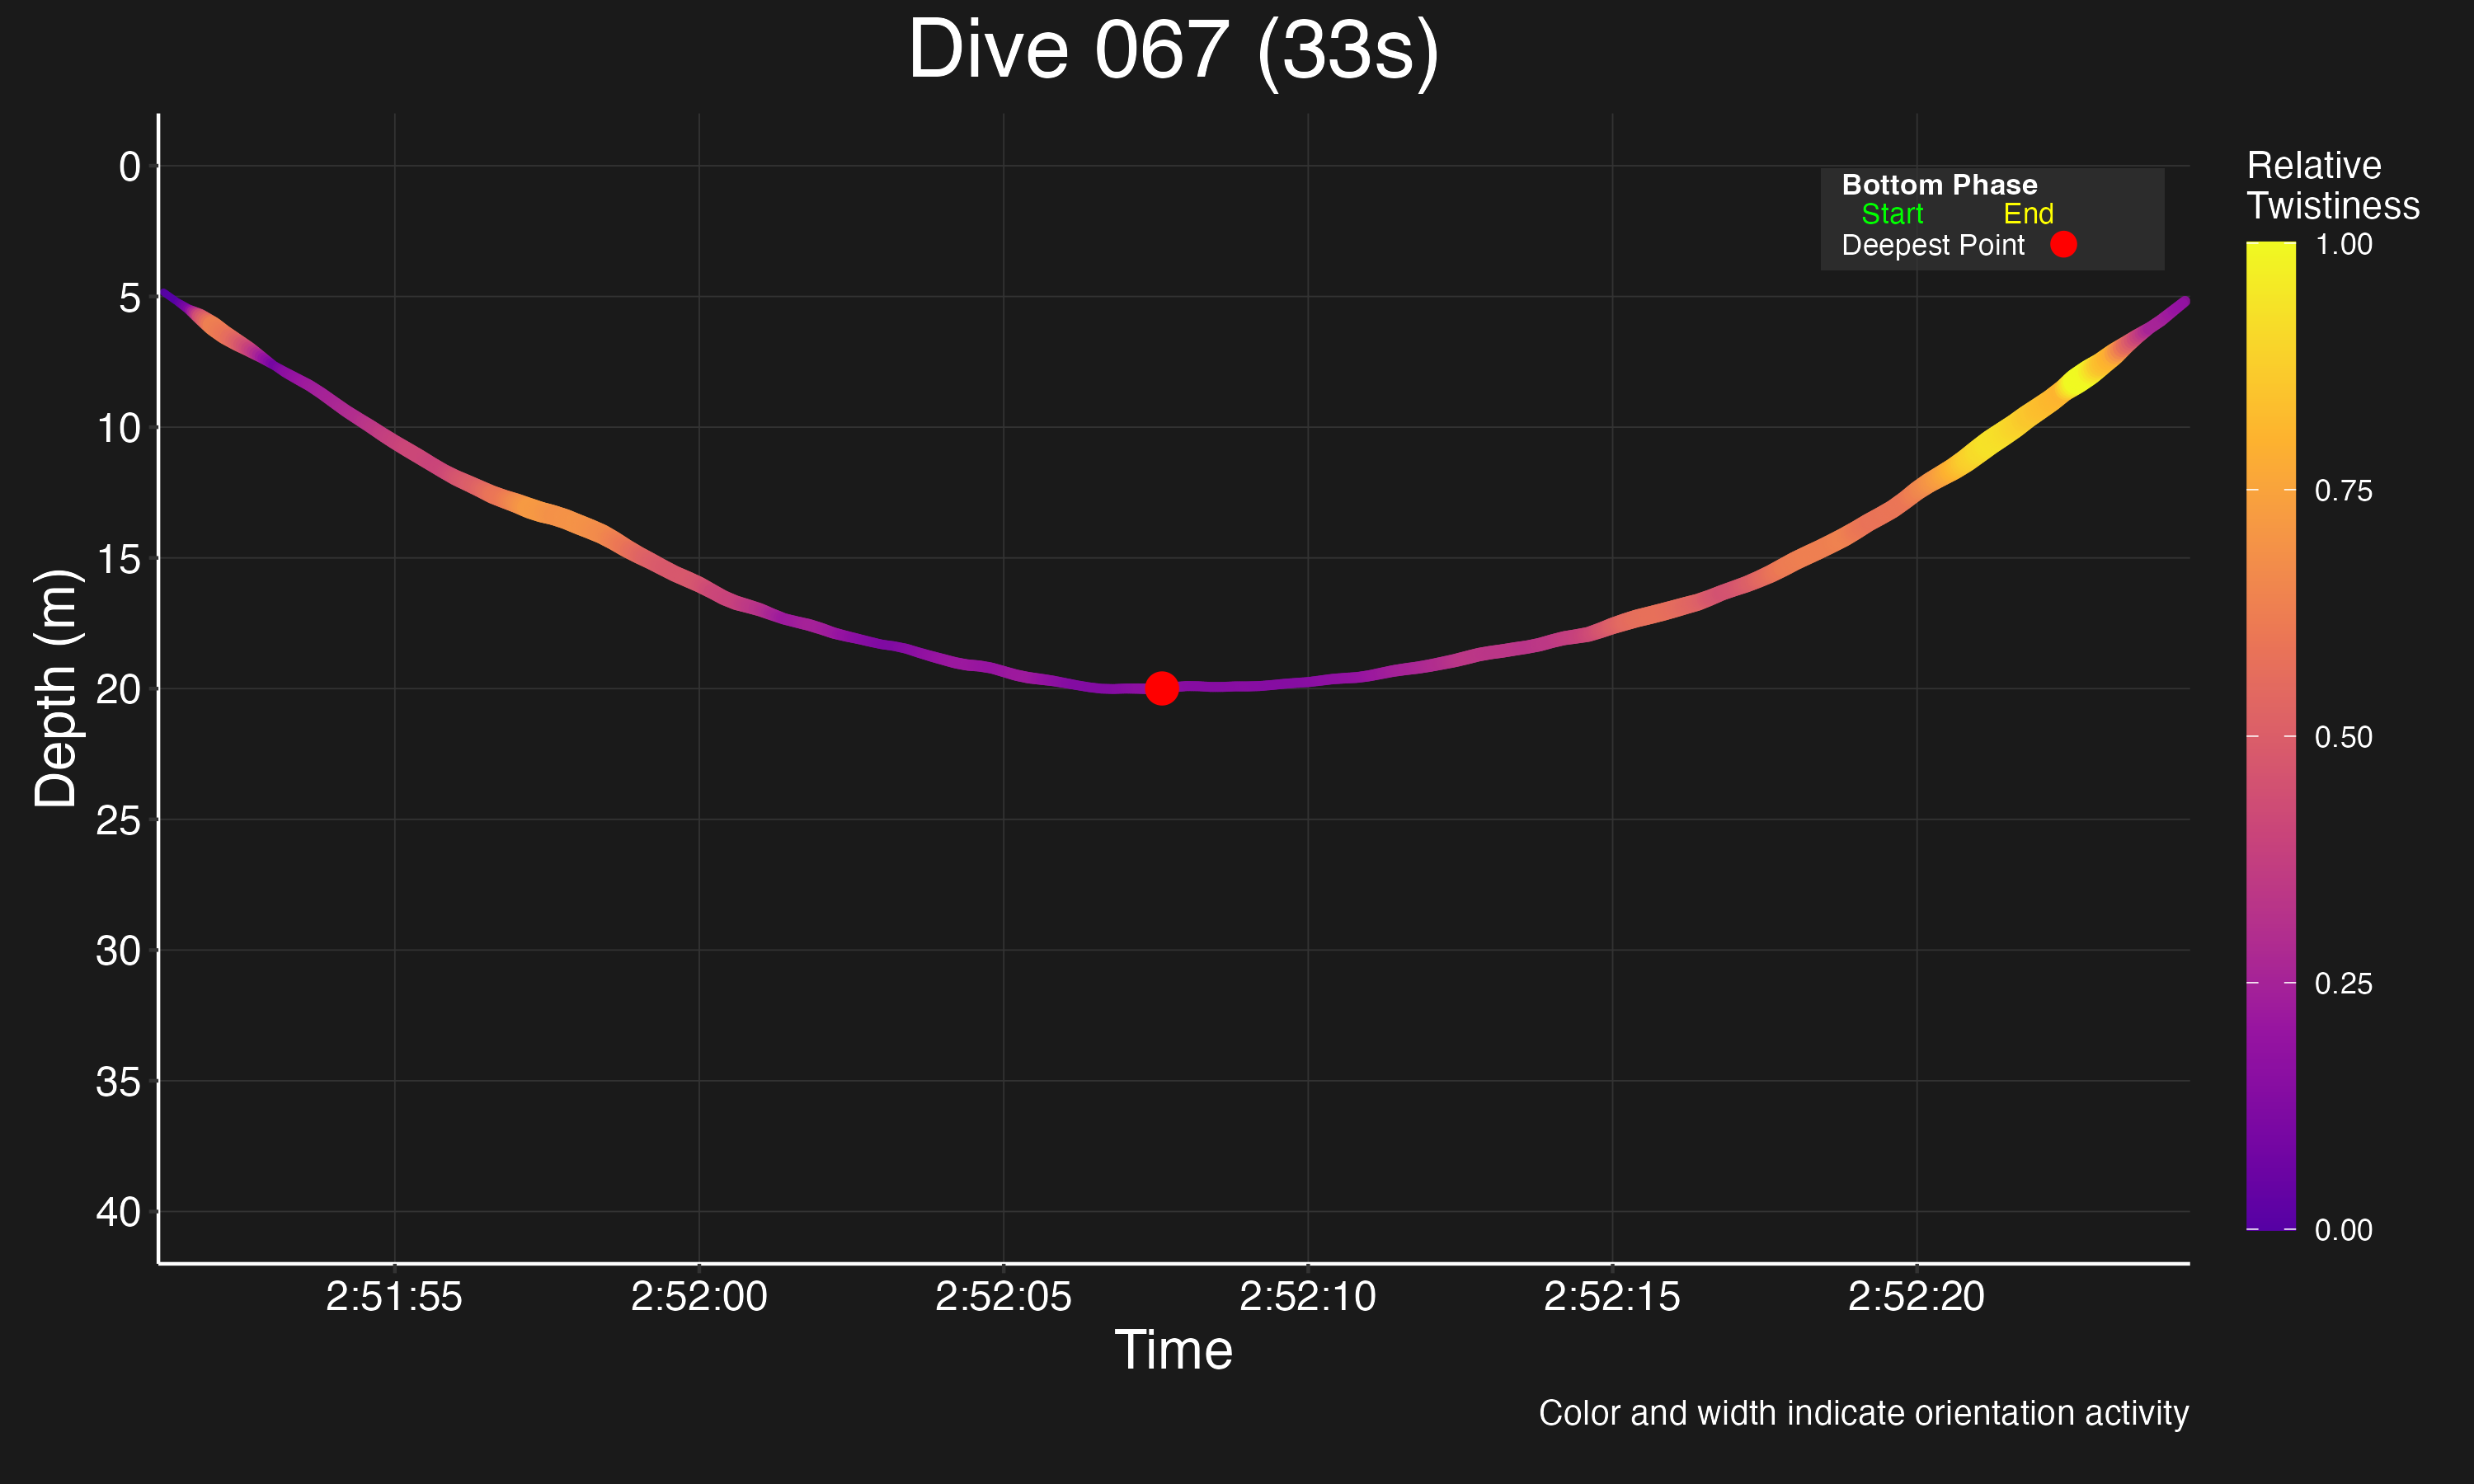 Dive 067 (33s)
Relative
Twistiness
Bottom Phase
Start End
Deepest Point
1.00
0.75
0.50
0.25
0.00
Depth (m)
0
5
10
15
20
25
30
35
40
2:51:55 2:52:00 2:52:05 2:52:10 2:52:15 2:52:20
Time
Color and width indicate orientation activity